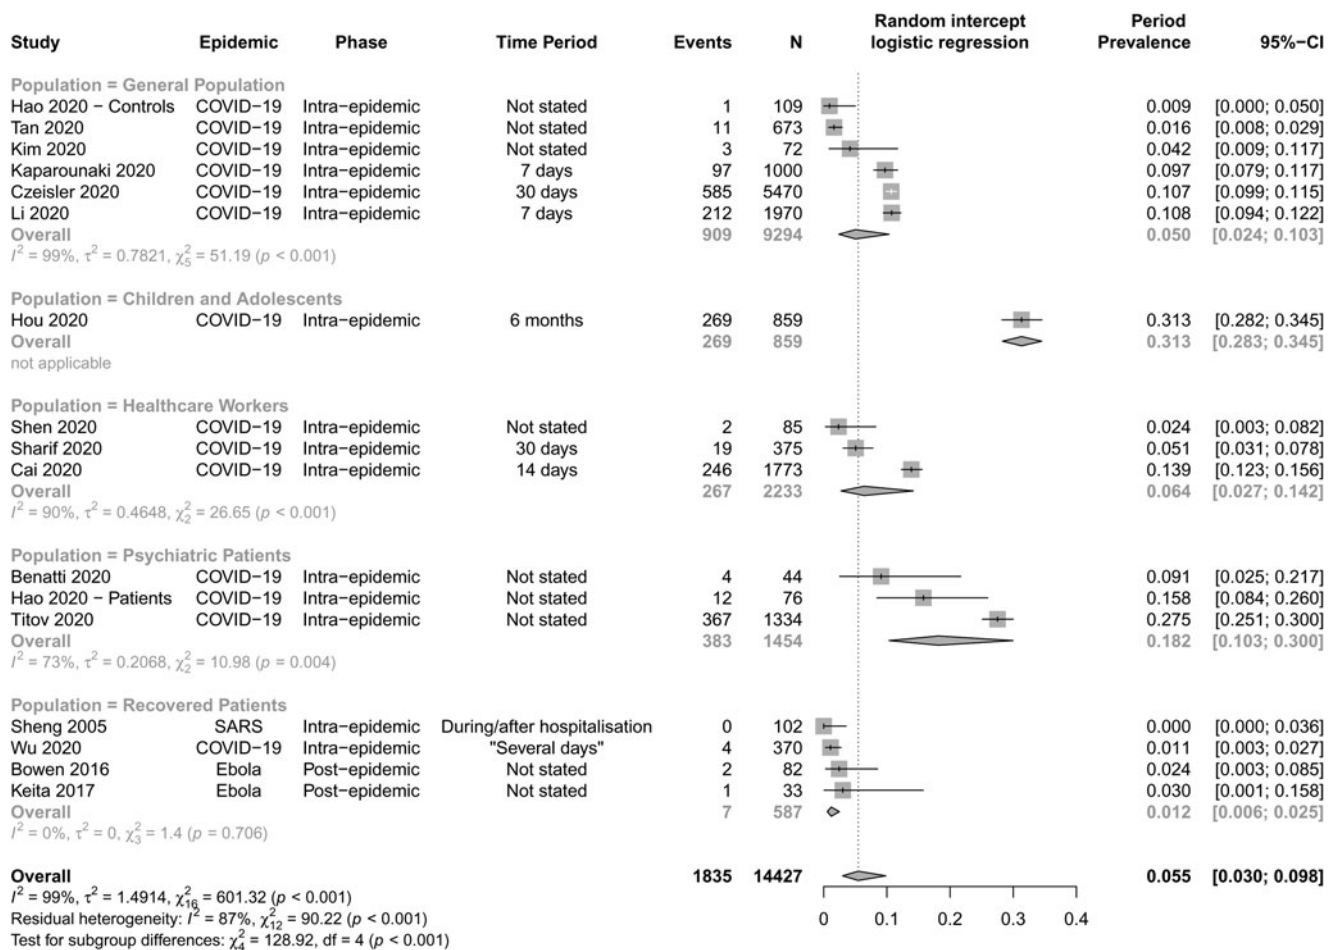 Random intercept Period
Study Epidemic Phase Time Period Events N logistic regression Prevalence 95%−CI
Population = General Population
Hao 2020 − Controls COVID−19 Intra−epidemic Not stated 1 109 0.009 [0.000; 0.050]
Tan 2020 COVID−19 Intra−epidemic Not stated 11 673 0.016 [0.008; 0.029]
Kim 2020 COVID−19 Intra−epidemic Not stated 3 72 0.042 [0.009; 0.117]
Kaparounaki 2020 COVID−19 Intra−epidemic 7 days 97 1000 0.097 [0.079; 0.117]
Czeisler 2020 COVID−19 Intra−epidemic 30 days 585 5470 0.107 [0.099; 0.115]
Li 2020 COVID−19 Intra−epidemic 7 days 212 1970 0.108 [0.094; 0.122]
Overall 909 9294 0.050 [0.024; 0.103]
I² = 99%, τ² = 0.7821, χ²₅ = 51.19 (p < 0.001)
Population = Children and Adolescents
Hou 2020 COVID−19 Intra−epidemic 6 months 269 859 0.313 [0.282; 0.345]
Overall 269 859 0.313 [0.283; 0.345]
not applicable
Population = Healthcare Workers
Shen 2020 COVID−19 Intra−epidemic Not stated 2 85 0.024 [0.003; 0.082]
Sharif 2020 COVID−19 Intra−epidemic 30 days 19 375 0.051 [0.031; 0.078]
Cai 2020 COVID−19 Intra−epidemic 14 days 246 1773 0.139 [0.123; 0.156]
Overall 267 2233 0.064 [0.027; 0.142]
I² = 90%, τ² = 0.4648, χ²₂ = 26.65 (p < 0.001)
Population = Psychiatric Patients
Benatti 2020 COVID−19 Intra−epidemic Not stated 4 44 0.091 [0.025; 0.217]
Hao 2020 − Patients COVID−19 Intra−epidemic Not stated 12 76 0.158 [0.084; 0.260]
Titov 2020 COVID−19 Intra−epidemic Not stated 367 1334 0.275 [0.251; 0.300]
Overall 383 1454 0.182 [0.103; 0.300]
I² = 73%, τ² = 0.2068, χ²₂ = 10.98 (p = 0.004)
Population = Recovered Patients
Sheng 2005 SARS Intra−epidemic During/after hospitalisation 0 102 0.000 [0.000; 0.036]
Wu 2020 COVID−19 Intra−epidemic "Several days" 4 370 0.011 [0.003; 0.027]
Bowen 2016 Ebola Post−epidemic Not stated 2 82 0.024 [0.003; 0.085]
Keita 2017 Ebola Post−epidemic Not stated 1 33 0.030 [0.001; 0.158]
Overall 7 587 0.012 [0.006; 0.025]
I² = 0%, τ² = 0, χ²₃ = 1.4 (p = 0.706)
Overall 1835 14427 0.055 [0.030; 0.098]
I² = 99%, τ² = 1.4914, χ²₁₆ = 601.32 (p < 0.001)
Residual heterogeneity: I² = 87%, χ²₁₂ = 90.22 (p < 0.001)
Test for subgroup differences: χ²₄ = 128.92, df = 4 (p < 0.001)
0 0.1 0.2 0.3 0.4